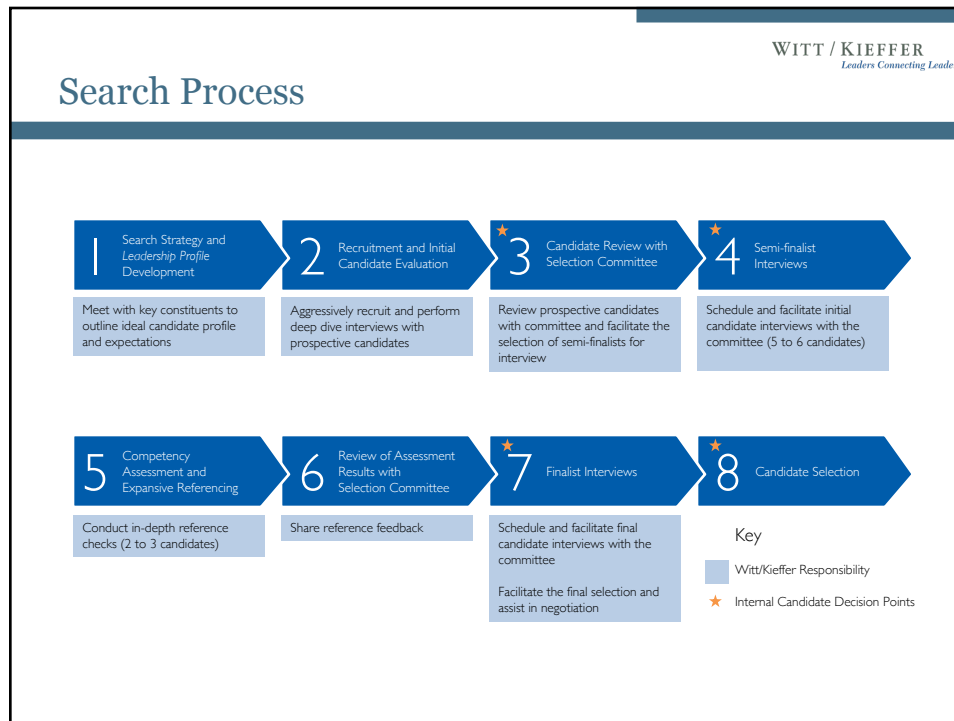 WITT / KIEFFER
Leaders Connecting Leade
Search Process
1
Search Strategy and
Leadership Profile
Development
2
Recruitment and Initial
Candidate Evaluation
3
Candidate Review with
Selection Committee
4
Semi-finalist
Interviews
Meet with key constituents to
outline ideal candidate profile
and expectations
Aggressively recruit and perform
deep dive interviews with
prospective candidates
Review prospective candidates
with committee and facilitate the
selection of semi-finalists for
interview
Schedule and facilitate initial
candidate interviews with the
committee (5 to 6 candidates)
5
Competency
Assessment and
Expansive Referencing
6
Review of Assessment
Results with
Selection Committee
7
Finalist Interviews
8
Candidate Selection
Conduct in-depth reference
checks (2 to 3 candidates)
Share reference feedback
Schedule and facilitate final
candidate interviews with the
committee
Facilitate the final selection and
assist in negotiation
Key
Witt/Kieffer Responsibility
Internal Candidate Decision Points